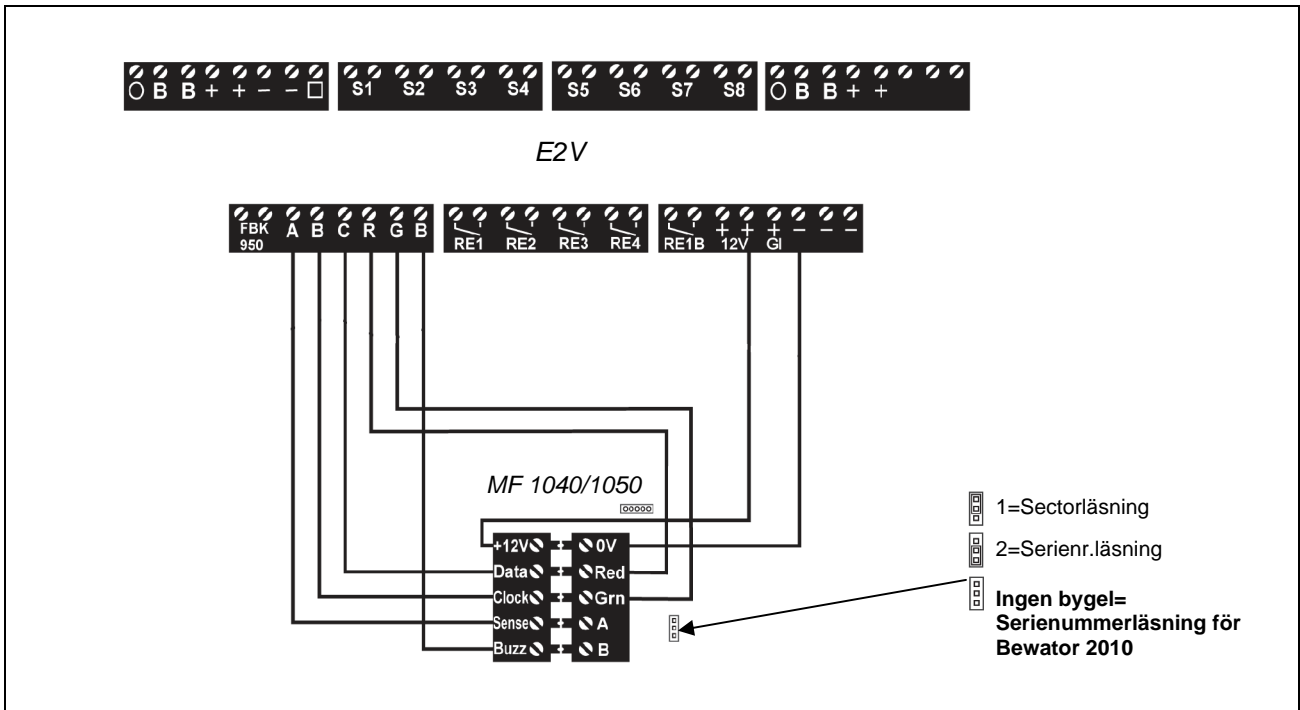 O B B + + − − □ S1 S2 S3 S4 S5 S6 S7 S8 O B B + +
E2V
FBK A B C R G B RE1 RE2 RE3 RE4 RE1B + + + − − −
950 12V GI
MF 1040/1050
+12V 0V
Data Red
Clock Grn
Sense A
Buzz B
1=Sectorläsning
2=Serienr.läsning
Ingen bygel=
Serienummerläsning för
Bewator 2010